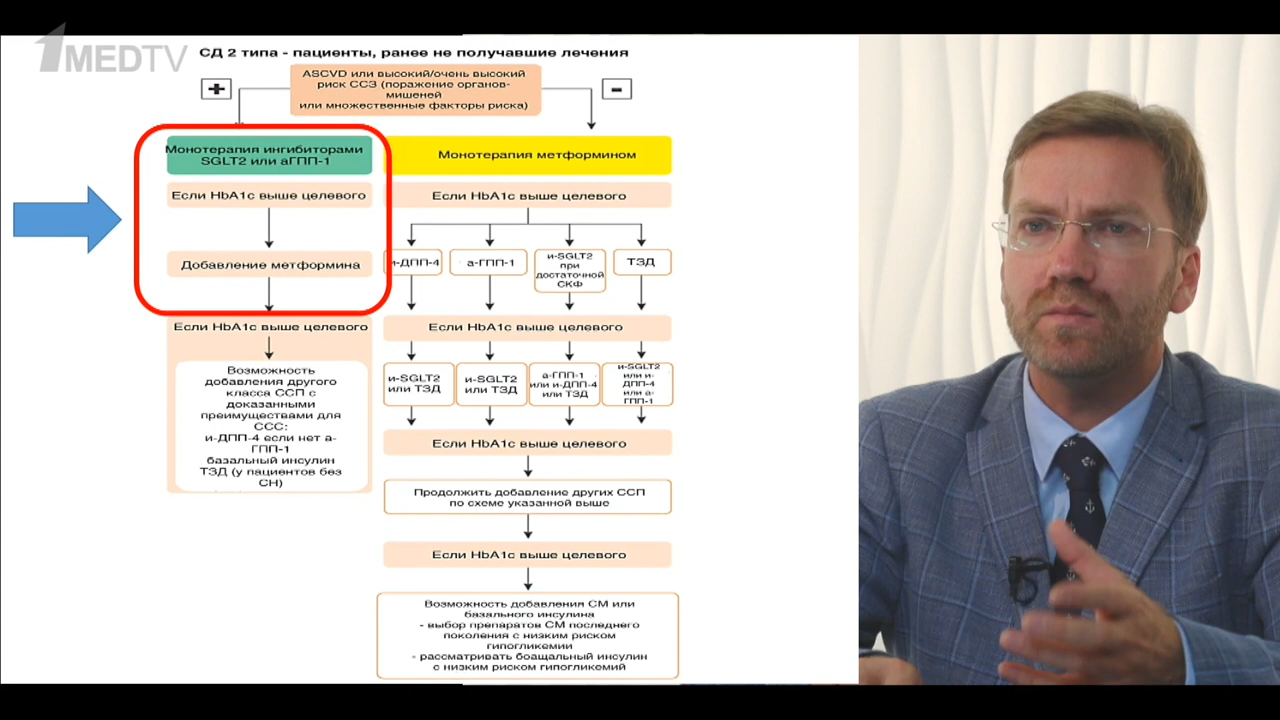 1MEDTV
СД 2 типа - пациенты, ранее не получавшие лечения
+
ASCVD или высокий/очень высокий
риск ССЗ (поражение органов-
мишеней
или множественные факторы риска)
-
Монотерапия ингибиторами
SGLT2 или аГПП-1
Если HbA1c выше целевого
Добавление метформина
Если HbA1c выше целевого
Возможность
добавления другого
класса ССП с
доказанными
преимуществами для
ССС:
и-ДПП-4 если нет а-
ГПП-1
базальный инсулин
ТЗД (у пациентов без
СН)
Монотерапия метформином
Если HbA1c выше целевого
и-ДПП-4
а-ГПП-1
и-SGLT2
при
достаточной
СКФ
ТЗД
Если HbA1c выше целевого
и-SGLT2
или ТЗД
и-SGLT2
или ТЗД
а-ГПП-1
или и-ДПП-4
или ТЗД
и-SGLT2
или и-
ДПП-4
или а-
ГПП-1
Если HbA1c выше целевого
Продолжить добавление других ССП
по схеме указанной выше
Если HbA1c выше целевого
Возможность добавления СМ или
базального инсулина
- выбор препаратов СМ последнего
поколения с низким риском
гипогликемии
- рассматривать боащальный инсулин
с низким риском гипогликемий